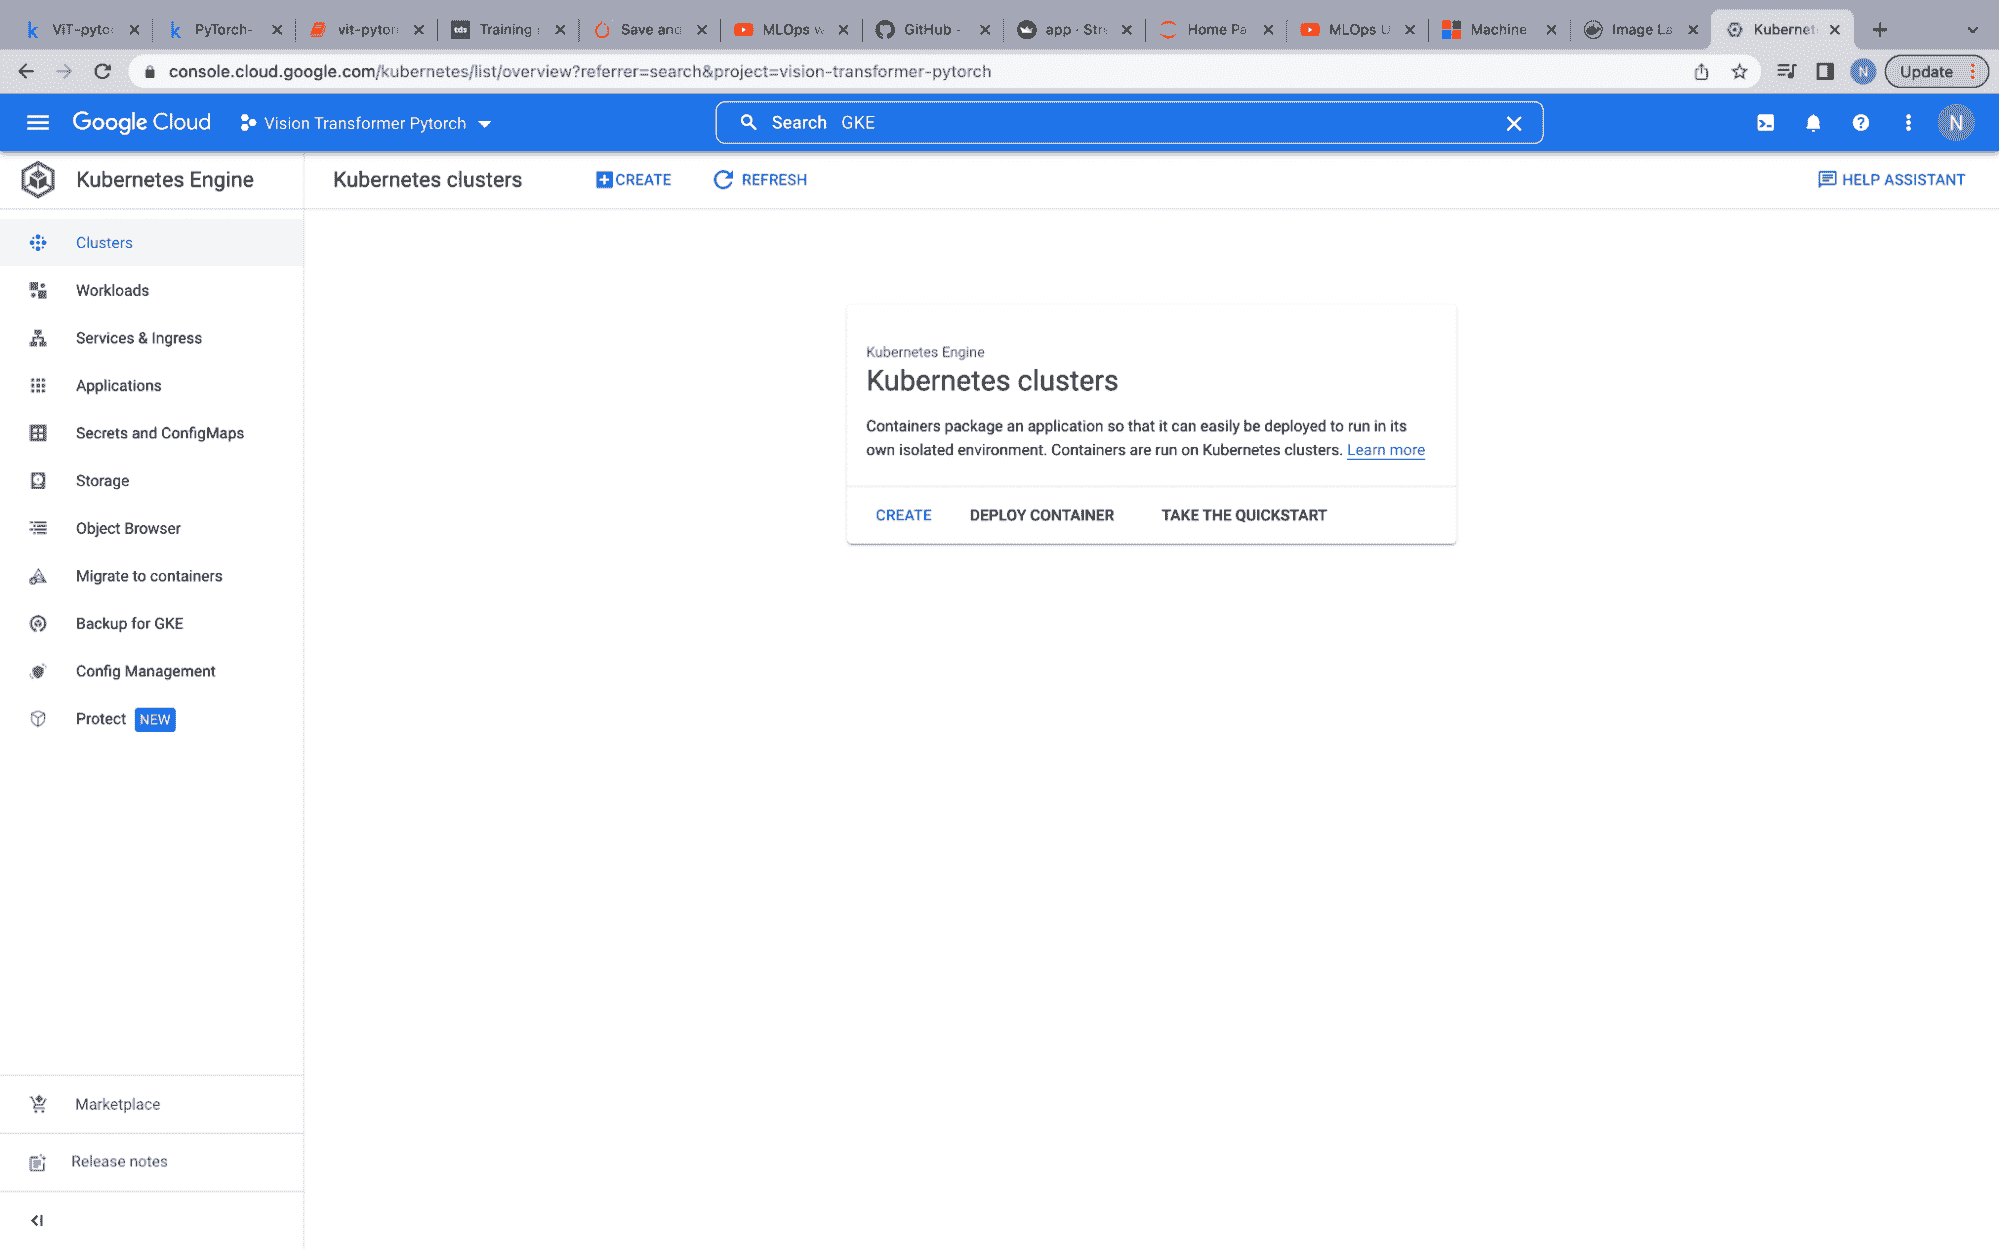 ViT-pyto
PyTorch-
vit-pytor
Training
Save and
MLOps w
GitHub -
app · Str
Home Pa
MLOps U
Machine
Image La
Kubernet
console.cloud.google.com/kubernetes/list/overview?referrer=search&project=vision-transformer-pytorch
N
Update
Google Cloud
Vision Transformer Pytorch
Search GKE
N
Kubernetes Engine
Kubernetes clusters
CREATE
REFRESH
HELP ASSISTANT
Clusters
Workloads
Services & Ingress
Applications
Secrets and ConfigMaps
Storage
Object Browser
Migrate to containers
Backup for GKE
Config Management
Protect NEW
Marketplace
Release notes
Kubernetes Engine
Kubernetes clusters
Containers package an application so that it can easily be deployed to run in its
own isolated environment. Containers are run on Kubernetes clusters. Learn more
CREATE
DEPLOY CONTAINER
TAKE THE QUICKSTART